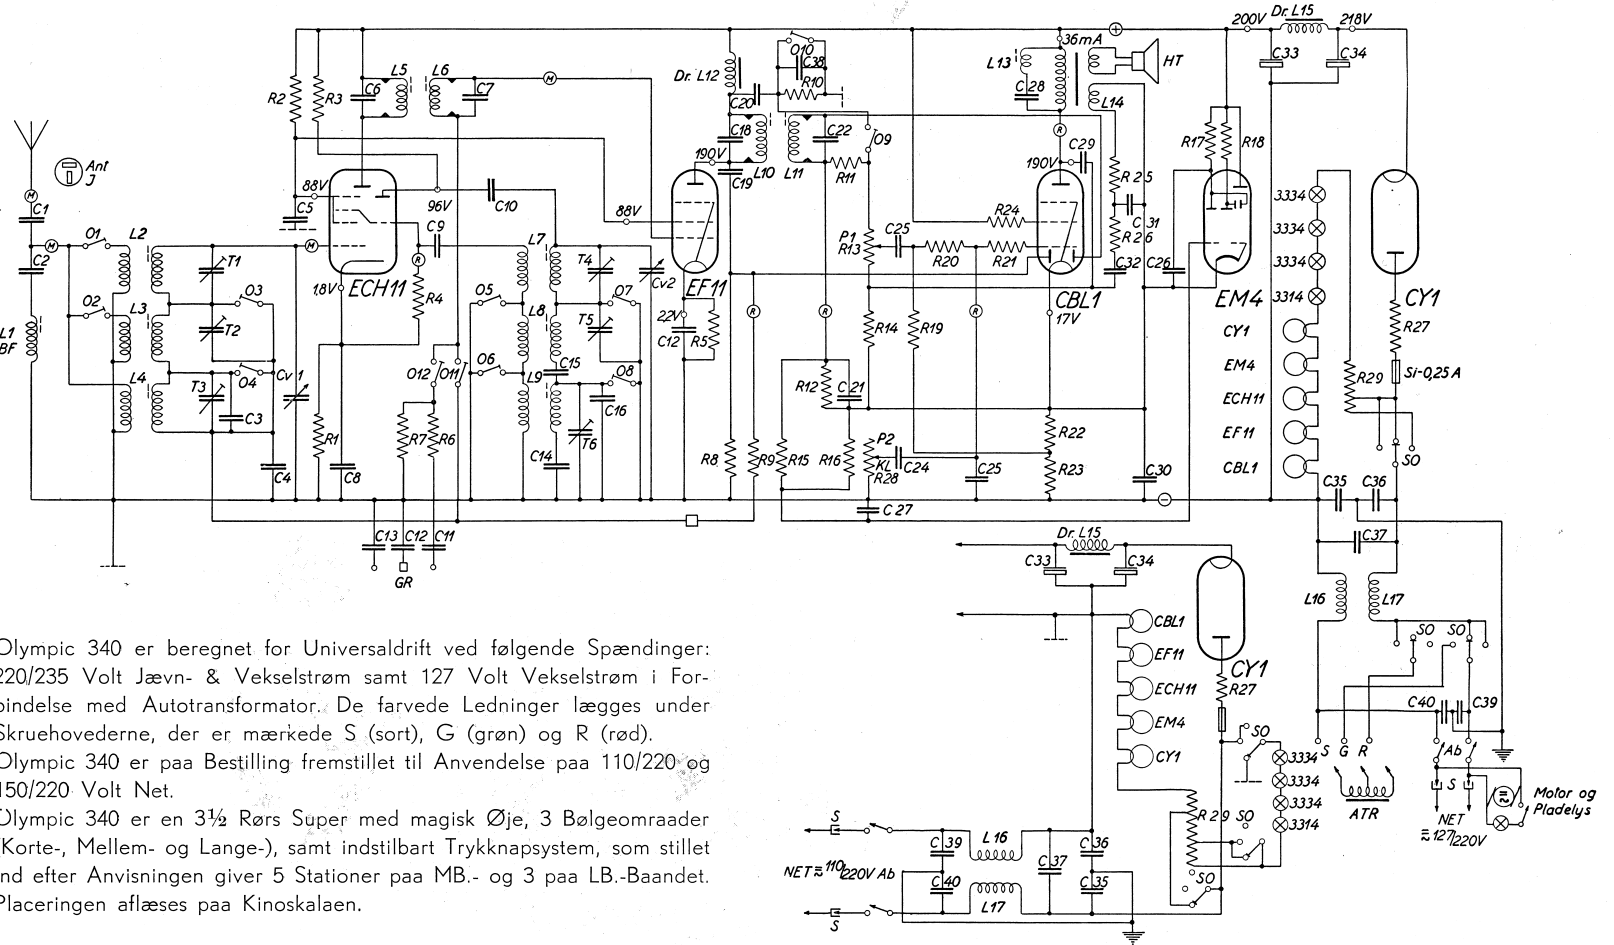 Dr. L15
200V
218V
C33
C34
36mA
L13
HT
C28
L14
O10
C38
R10
Dr. L12
C20
L5
L6
C6
C7
R2
R3
C18
C22
O9
190V
L10
L11
R11
C19
190V
C29
R17
R18
R25
C31
R26
C32
C26
Ant
J
M
C1
M
C2
O1
L2
O2
L3
L4
L1
BF
88V
C5
M
96V
C9
C10
R
R4
18V
ECH11
T1
O3
T2
T3
O4
C3
Cv1
C4
R1
C8
L7
T4
Cv2
O5
L8
O7
T5
O6
C15
L9
O8
C16
T6
C14
O12
O11
R7
R6
88V
EF11
2,2V
C12
R5
R8
R9
R15
R12
C21
R16
P1
R13
C25
R20
R21
R24
R14
R19
R
P2
KL
R28
C24
C25
C27
CBL1
17V
R22
R23
C30
EM4
3334
3334
3334
3314
CY1
EM4
ECH11
EF11
CBL1
CY1
R27
Si-0,25A
R29
SO
C35
C36
C37
L16
L17
SO
SO
C40
C39
S
G
R
Ab
ATR
S
NET
≂127/220V
Motor og
Pladelys
C13
C12
C11
GR
Dr. L15
C33
C34
CBL1
EF11
ECH11
EM4
CY1
CY1
R27
SO
3334
3334
3334
3314
R29
SO
SO
S
C39
L16
C36
C37
NET≂110/220V Ab
C40
L17
C35
S
Olympic 340 er beregnet for Universaldrift ved følgende Spændinger:
220/235 Volt Jævn- & Vekselstrøm samt 127 Volt Vekselstrøm i For-
bindelse med Autotransformator. De farvede Ledninger lægges under
Skruehovederne, der er mærkede S (sort), G (grøn) og R (rød).
Olympic 340 er paa Bestilling fremstillet til Anvendelse paa 110/220 og
150/220 Volt Net.
Olympic 340 er en 3½ Rørs Super med magisk Øje, 3 Bølgeomraader
(Korte-, Mellem- og Lange-), samt indstilbart Trykknapsystem, som stillet
ind efter Anvisningen giver 5 Stationer paa MB.- og 3 paa LB.-Baandet.
Placeringen aflæses paa Kinoskalaen.